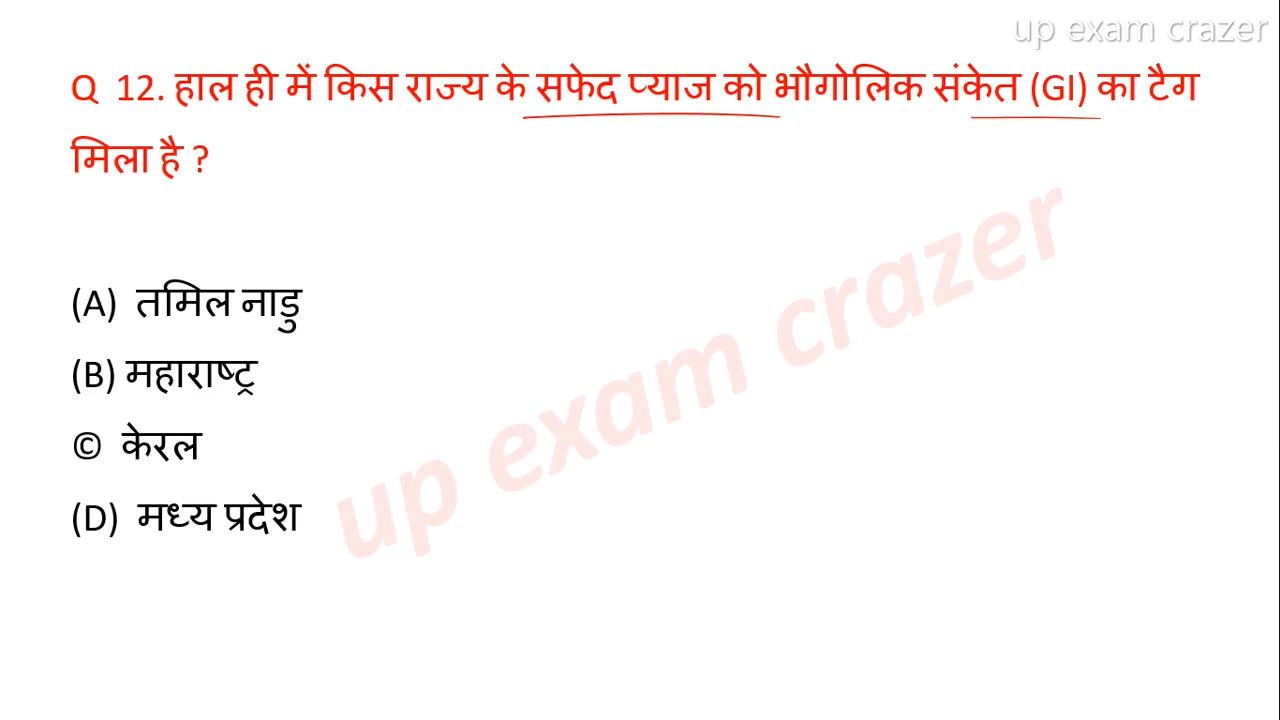 up exam crazer
Q 12. हाल ही में किस राज्य के सफेद प्याज को भौगोलिक संकेत (GI) का टैग
मिला है ?
(A) तमिल नाडु
(B) महाराष्ट्र
© केरल
(D) मध्य प्रदेश
up exam crazer